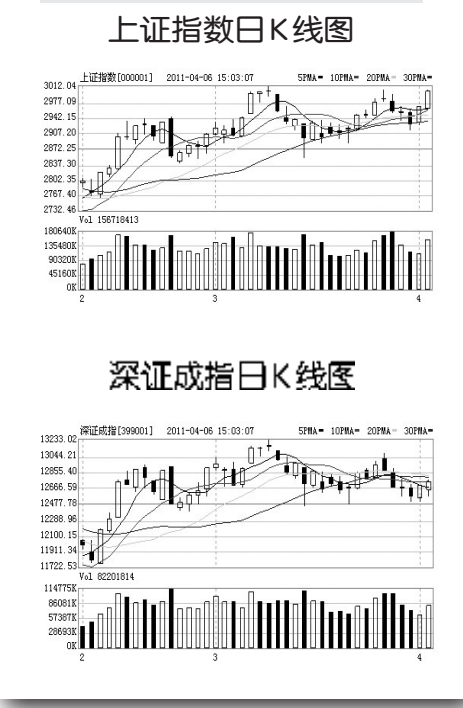 上证指数日K线图
上证指数[000001] 2011-04-06 15:03:07 5PMA= 10PMA= 20PMA= 30PMA=
3012.04
2977.09
2942.15
2907.20
2872.25
2837.30
2802.35
2767.40
2732.46
Vol 156718413
180640K
135480K
90320K
45160K
0K
2 3 4
深证成指日K线图
深证成指[399001] 2011-04-06 15:03:07 5PMA= 10PMA= 20PMA= 30PMA=
13233.02
13044.21
12855.40
12666.59
12477.78
12288.96
12100.15
11911.34
11722.53
Vol 82201814
114775K
86081K
57387K
28693K
0K
2 3 4